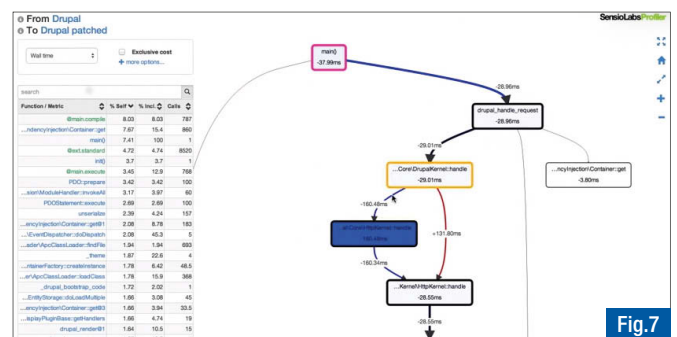 From Drupal
To Drupal patched
SensioLabsProfiler
Wall time
Exclusive cost
more options...
search
Function / Metric % Self % Incl. Calls
@main.compile 8.03 8.03 787
...ndencyInjection\Container::get 7.67 15.4 860
main() 7.41 100 1
@ext.standard 4.72 4.74 8520
init() 3.7 3.7 1
@main.execute 3.45 12.9 768
PDO::prepare 3.42 3.42 100
...sion\ModuleHandler::invokeAll 3.17 3.97 60
PDOStatement::execute 2.69 2.69 100
unserialize 2.39 4.24 157
...encyInjection\Container::get@1 2.08 8.78 183
...\EventDispatcher::doDispatch 2.08 45.3 5
...ader\ApcClassLoader::findFile 1.94 1.94 693
_theme 1.87 22.6 4
...ntainerFactory::createInstance 1.78 6.42 48.5
...er\ApcClassLoader::loadClass 1.78 15.9 368
_drupal_bootstrap_code 1.72 2.02 1
...EntityStorage::doLoadMultiple 1.66 3.08 45
...encyInjection\Container::get@3 1.66 3.94 33.5
...isplayPluginBase::getHandlers 1.66 4.74 19
drupal_render@1 1.64 10.5 15
main()
-37.99ms
-28.96ms
drupal_handle_request
-28.96ms
-29.01ms
...Core\DrupalKernel::handle
-29.01ms
...ncyInjection\Container::get
-3.80ms
-160.48ms
+131.80ms
-160.34ms
...Kernel\HttpKernel::handle
-28.55ms
-28.55ms
Fig.7